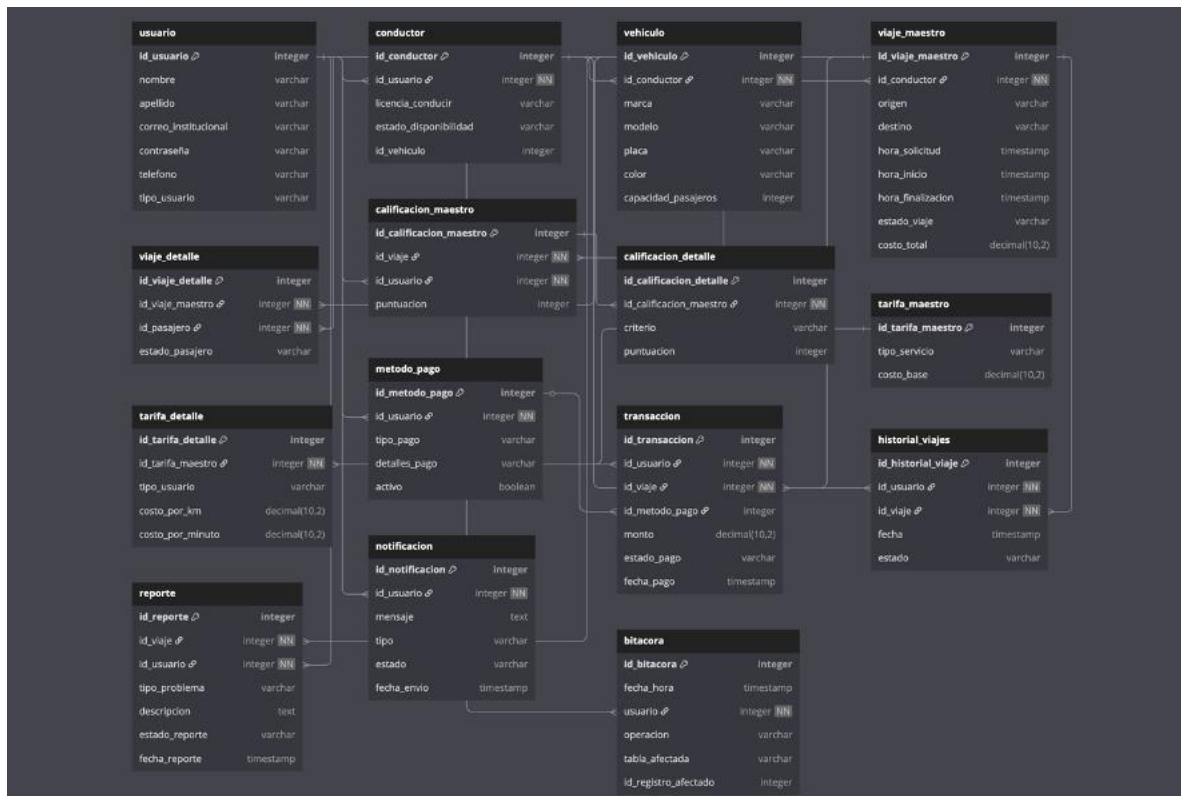 usuario
id_usuario integer
nombre varchar
apellido varchar
correo_institucional varchar
contraseña varchar
telefono varchar
tipo_usuario varchar
conductor
id_conductor integer
id_usuario integer NN
licencia_conducir varchar
estado_disponibilidad varchar
id_vehiculo integer
vehiculo
id_vehiculo integer
id_conductor integer NN
marca varchar
modelo varchar
placa varchar
color varchar
capacidad_pasajeros integer
viaje_maestro
id_viaje_maestro integer
id_conductor integer NN
origen varchar
destino varchar
hora_solicitud timestamp
hora_inicio timestamp
hora_finalizacion timestamp
estado_viaje varchar
costo_total decimal(10,2)
viaje_detalle
id_viaje_detalle integer
id_viaje_maestro integer NN
id_pasajero integer NN
estado_pasajero varchar
calificacion_maestro
id_calificacion_maestro integer
id_viaje integer NN
id_usuario integer NN
puntuacion integer
calificacion_detalle
id_calificacion_detalle integer
id_calificacion_maestro integer NN
criterio varchar
puntuacion integer
tarifa_maestro
id_tarifa_maestro integer
tipo_servicio varchar
costo_base decimal(10,2)
tarifa_detalle
id_tarifa_detalle integer
id_tarifa_maestro integer NN
tipo_usuario varchar
costo_por_km decimal(10,2)
costo_por_minuto decimal(10,2)
metodo_pago
id_metodo_pago integer
id_usuario integer NN
tipo_pago varchar
detalles_pago varchar
activo boolean
transaccion
id_transaccion integer
id_usuario integer NN
id_viaje integer NN
id_metodo_pago integer
monto decimal(10,2)
estado_pago varchar
fecha_pago timestamp
historial_viajes
id_historial_viaje integer
id_usuario integer NN
id_viaje integer NN
fecha timestamp
estado varchar
reporte
id_reporte integer
id_viaje integer NN
id_usuario integer NN
tipo_problema varchar
descripcion text
estado_reporte varchar
fecha_reporte timestamp
notificacion
id_notificacion integer
id_usuario integer NN
mensaje text
tipo varchar
estado varchar
fecha_envio timestamp
bitacora
id_bitacora integer
fecha_hora timestamp
usuario integer NN
operacion varchar
tabla_afectada varchar
id_registro_afectado integer